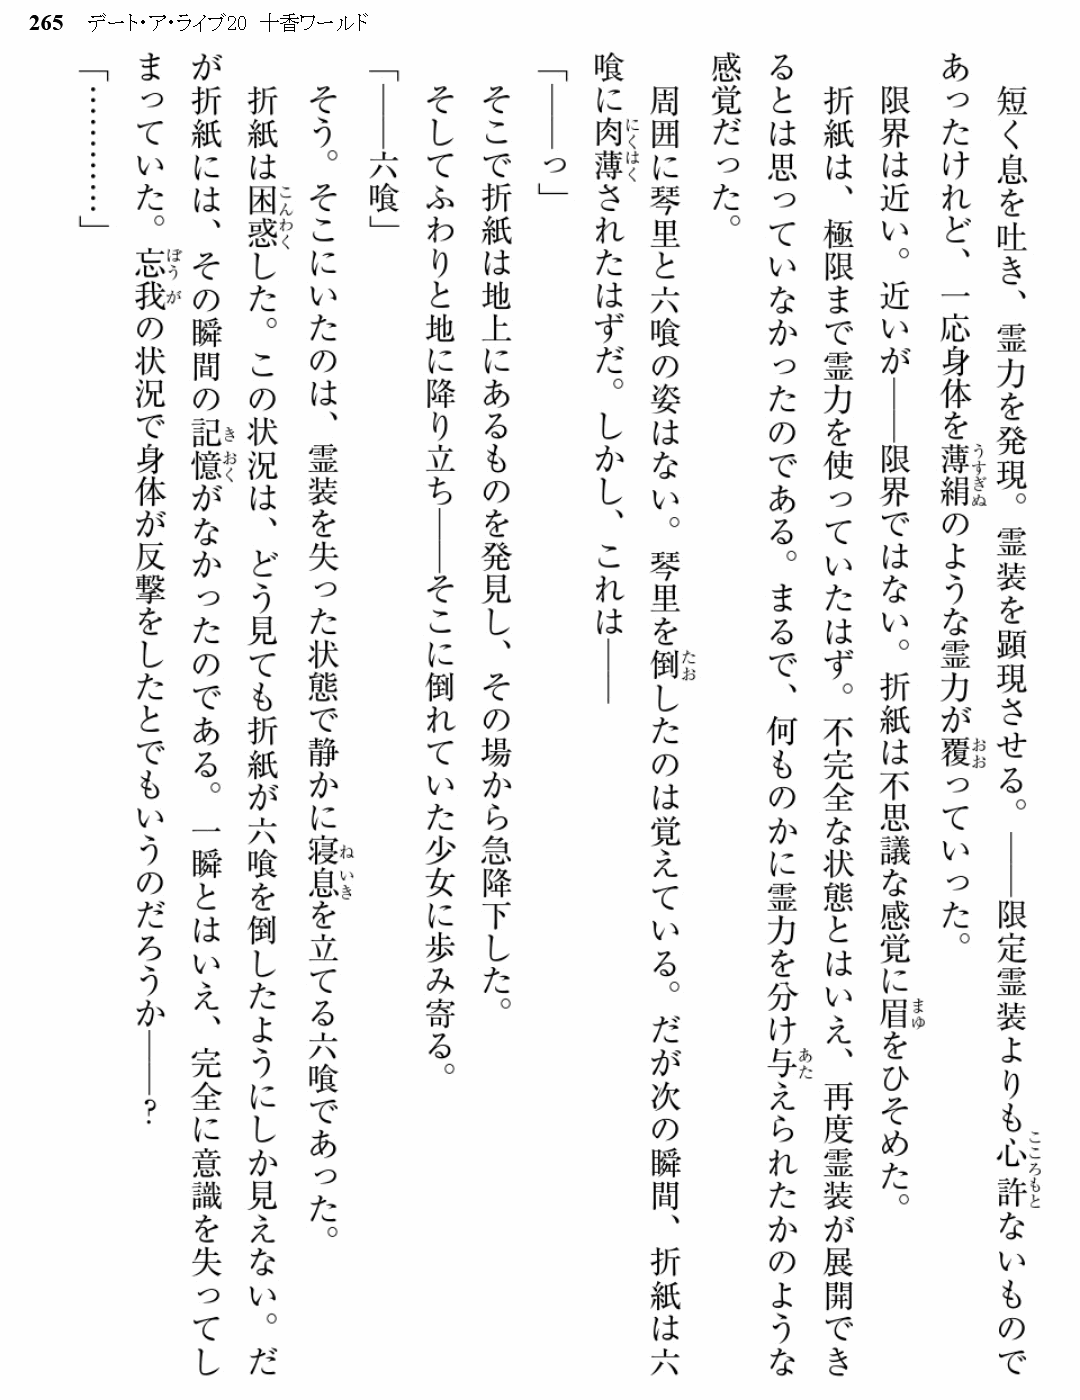 265 デート・ア・ライブ20 十香ワールド
短く息を吐き、霊力を発現。霊装を顕現させる。――限定霊装よりも心許ないもので
あったけれど、一応身体を薄絹のような霊力が覆っていった。
限界は近い。近いが――限界ではない。折紙は不思議な感覚に眉をひそめた。
折紙は、極限まで霊力を使っていたはず。不完全な状態とはいえ、再度霊装が展開でき
るとは思っていなかったのである。まるで、何ものかに霊力を分け与えられたかのような
感覚だった。
周囲に琴里と六喰の姿はない。琴里を倒したのは覚えている。だが次の瞬間、折紙は六
喰に肉薄されたはずだ。しかし、これは――
「――っ」
そこで折紙は地上にあるものを発見し、その場から急降下した。
そしてふわりと地に降り立ち――そこに倒れていた少女に歩み寄る。
「――六喰」
そう。そこにいたのは、霊装を失った状態で静かに寝息を立てる六喰であった。
折紙は困惑した。この状況は、どう見ても折紙が六喰を倒したようにしか見えない。だ
が折紙には、その瞬間の記憶がなかったのである。一瞬とはいえ、完全に意識を失ってし
まっていた。忘我の状況で身体が反撃をしたとでもいうのだろうか――？
「…………」